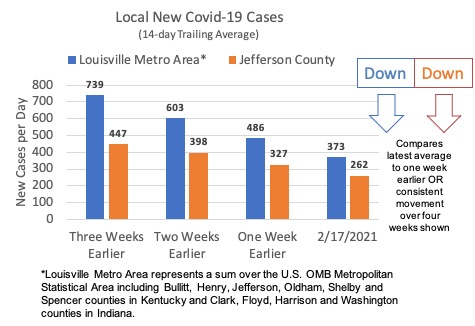 Local New Covid-19 Cases
(14-day Trailing Average)
Louisville Metro Area* Jefferson County
Down Down
Compares
latest average
to one week
earlier OR
consistent
movement
over four
weeks shown
New Cases per Day
800
700
600
500
400
300
200
100
0
739
447
603
398
486
327
373
262
Three Weeks
Earlier
Two Weeks
Earlier
One Week
Earlier
2/17/2021
*Louisville Metro Area represents a sum over the U.S. OMB Metropolitan
Statistical Area including Bullitt, Henry, Jefferson, Oldham, Shelby and
Spencer counties in Kentucky and Clark, Floyd, Harrison and Washington
counties in Indiana.